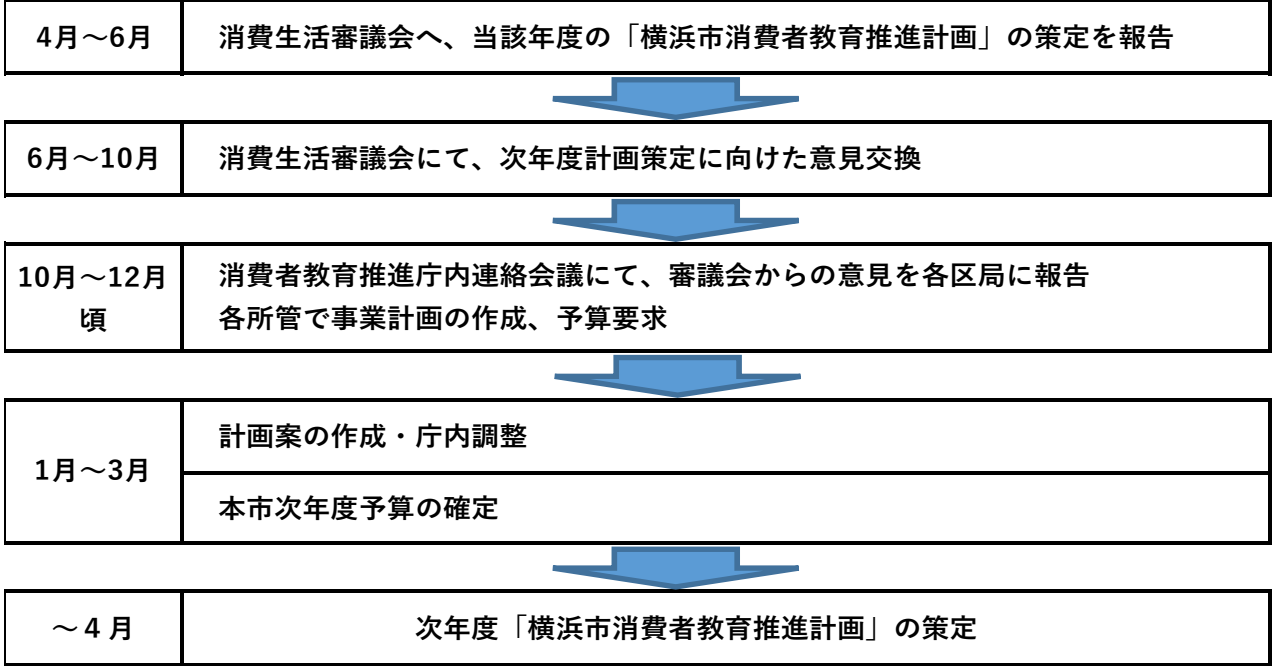 4月～6月
消費生活審議会へ、当該年度の「横浜市消費者教育推進計画」の策定を報告
6月～10月
消費生活審議会にて、次年度計画策定に向けた意見交換
10月～12月
頃
消費者教育推進庁内連絡会議にて、審議会からの意見を各区局に報告
各所管で事業計画の作成、予算要求
1月～3月
計画案の作成・庁内調整
本市次年度予算の確定
～４月
次年度「横浜市消費者教育推進計画」の策定